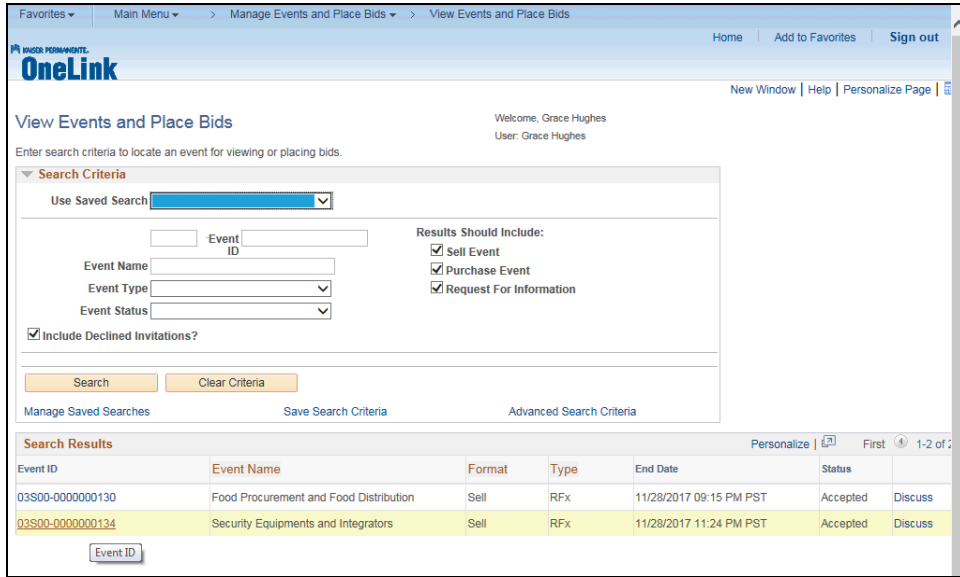 Favorites Main Menu > Manage Events and Place Bids > View Events and Place Bids
Home Add to Favorites Sign out
KAISER PERMANENTE.
OneLink
New Window | Help | Personalize Page |
View Events and Place Bids
Welcome, Grace Hughes
User: Grace Hughes
Enter search criteria to locate an event for viewing or placing bids.
Search Criteria
Use Saved Search
Event ID
Results Should Include:
Sell Event
Event Name
Purchase Event
Event Type
Request For Information
Event Status
Include Declined Invitations?
Search Clear Criteria
Manage Saved Searches Save Search Criteria Advanced Search Criteria
Search Results Personalize | First 1-2 of
Event ID Event Name Format Type End Date Status
03S00-0000000130 Food Procurement and Food Distribution Sell RFx 11/28/2017 09:15 PM PST Accepted Discuss
03S00-0000000134 Security Equipments and Integrators Sell RFx 11/28/2017 11:24 PM PST Accepted Discuss
Event ID